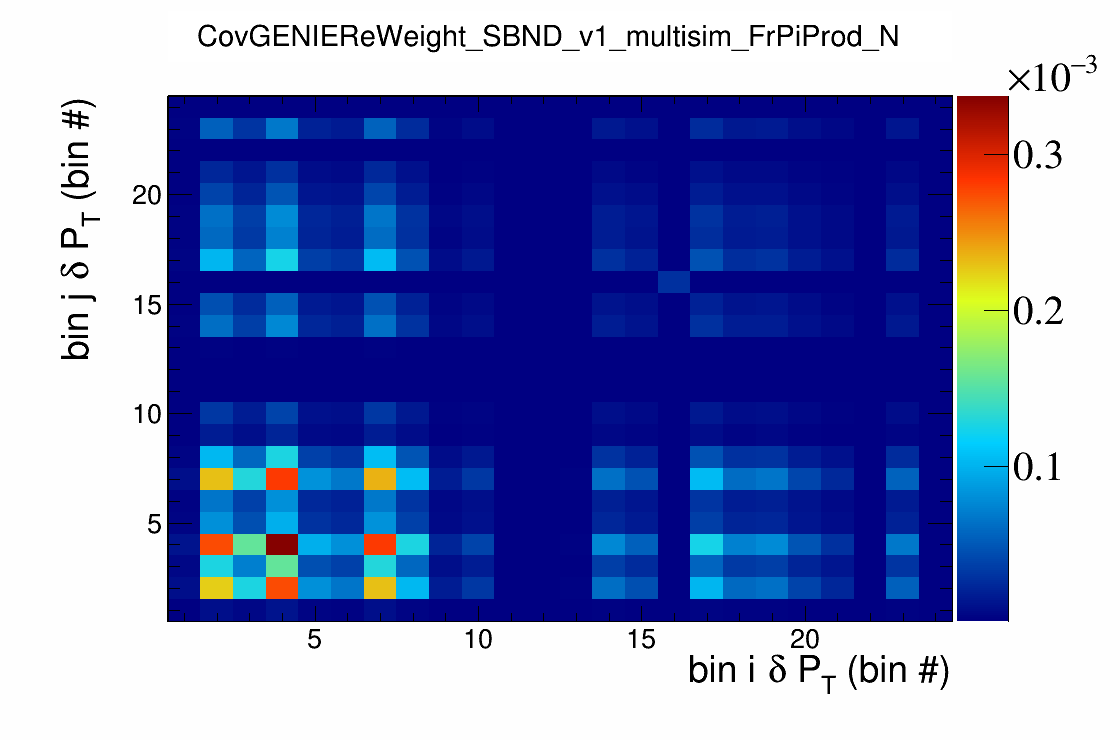 CovGENIEReWeight_SBND_v1_multisim_FrPiProd_N
×10⁻³
bin j δ P_T (bin #)
20
15
10
5
0.3
0.2
0.1
5 10 15 20
bin i δ P_T (bin #)